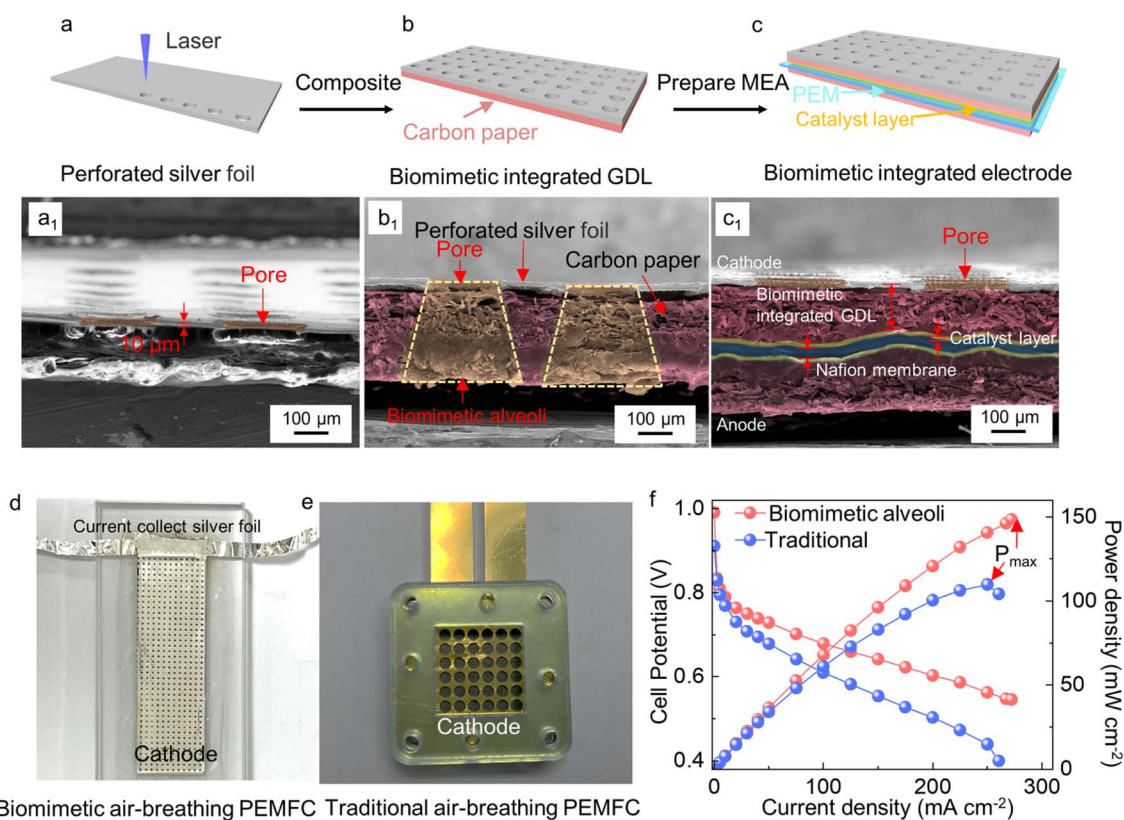 a
Laser
Composite
Perforated silver foil
b
Carbon paper
Prepare MEA
Biomimetic integrated GDL
c
PEM
Catalyst layer
Biomimetic integrated electrode
a1
Pore
10 μm
100 μm
b1
Perforated silver foil
Pore
Carbon paper
Biomimetic alveoli
100 μm
c1
Pore
Cathode
Biomimetic
integrated GDL
Catalyst layer
Nafion membrane
Anode
100 μm
d
Current collect silver foil
Cathode
Biomimetic air-breathing PEMFC
e
Cathode
Traditional air-breathing PEMFC
f
Biomimetic alveoli
Traditional
Pmax
Cell Potential (V)
1.0
0.8
0.6
0.4
Power density (mW cm-2)
150
100
50
0
0
100
200
300
Current density (mA cm-2)